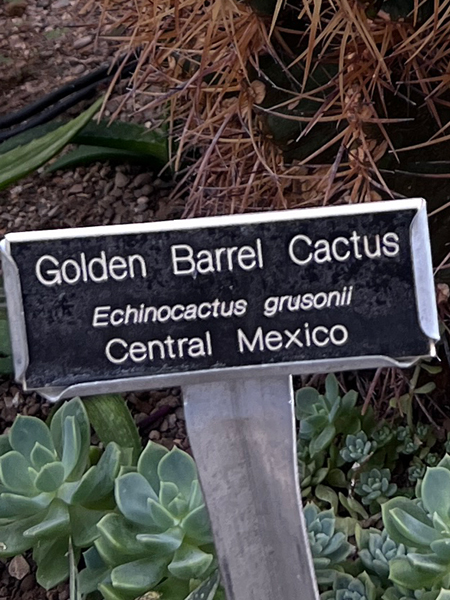 Golden Barrel Cactus
Echinocactus grusonii
Central Mexico